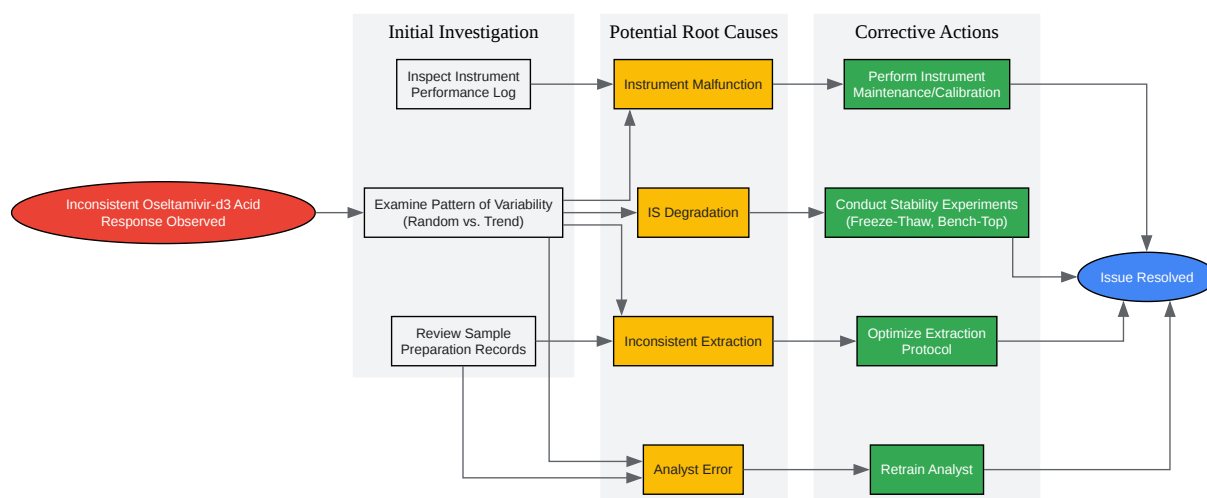 Initial Investigation
Potential Root Causes
Corrective Actions
Inspect Instrument
Performance Log
Instrument Malfunction
Perform Instrument
Maintenance/Calibration
Inconsistent Oseltamivir-d3 Acid
Response Observed
Examine Pattern of Variability
(Random vs. Trend)
IS Degradation
Conduct Stability Experiments
(Freeze-Thaw, Bench-Top)
Issue Resolved
Review Sample
Preparation Records
Inconsistent Extraction
Optimize Extraction
Protocol
Analyst Error
Retrain Analyst